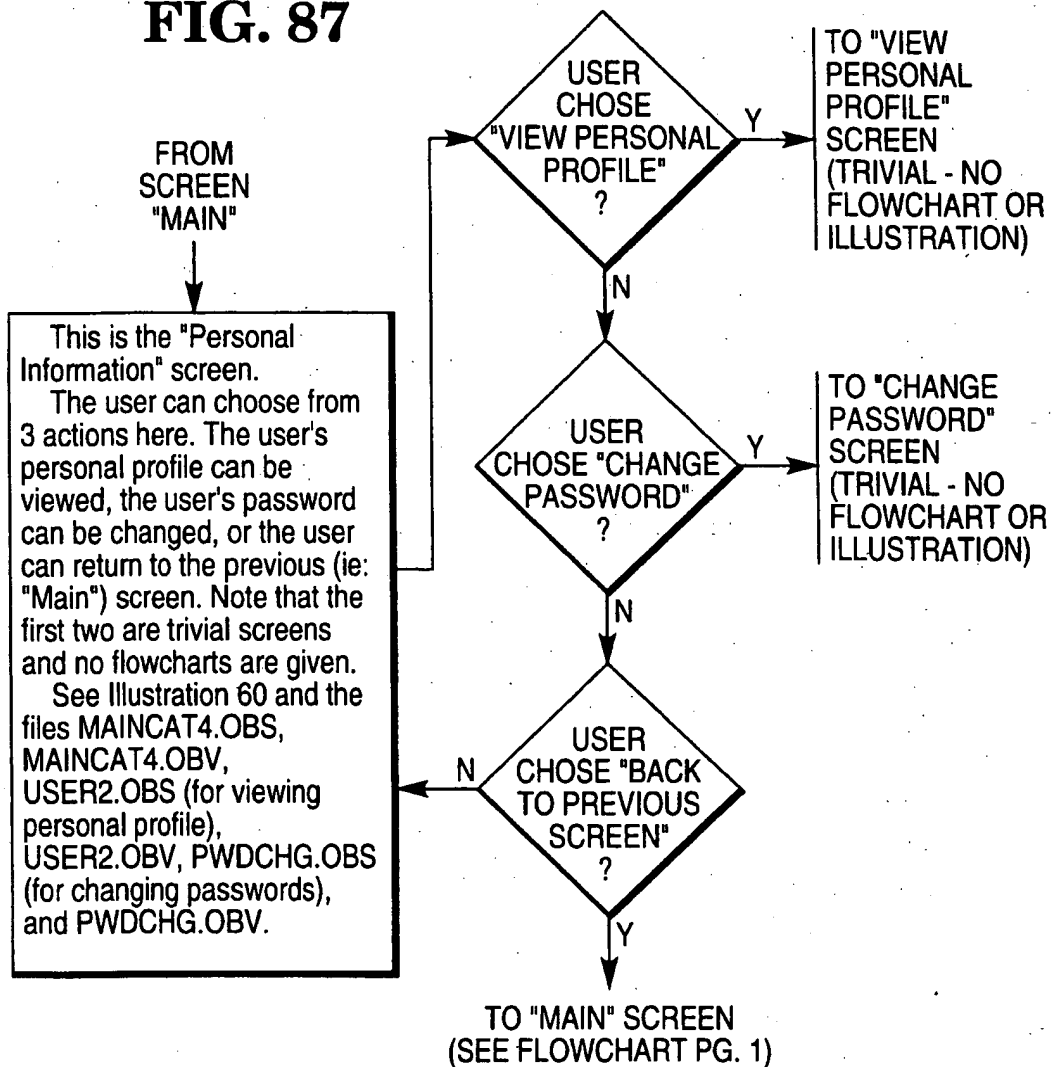 FIG. 87
FROM
SCREEN
"MAIN"
This is the "Personal
Information" screen.
The user can choose from
3 actions here. The user's
personal profile can be
viewed, the user's password
can be changed, or the user
can return to the previous (ie:
"Main") screen. Note that the
first two are trivial screens
and no flowcharts are given.
See Illustration 60 and the
files MAINCAT4.OBS,
MAINCAT4.OBV,
USER2.OBS (for viewing
personal profile),
USER2.OBV, PWDCHG.OBS
(for changing passwords),
and PWDCHG.OBV.
USER
CHOSE
"VIEW PERSONAL
PROFILE"
?
Y
TO "VIEW
PERSONAL
PROFILE"
SCREEN
(TRIVIAL - NO
FLOWCHART OR
ILLUSTRATION)
N
USER
CHOSE "CHANGE
PASSWORD"
?
Y
TO "CHANGE
PASSWORD"
SCREEN
(TRIVIAL - NO
FLOWCHART OR
ILLUSTRATION)
N
USER
CHOSE "BACK
TO PREVIOUS
SCREEN"
?
N
Y
TO "MAIN" SCREEN
(SEE FLOWCHART PG. 1)